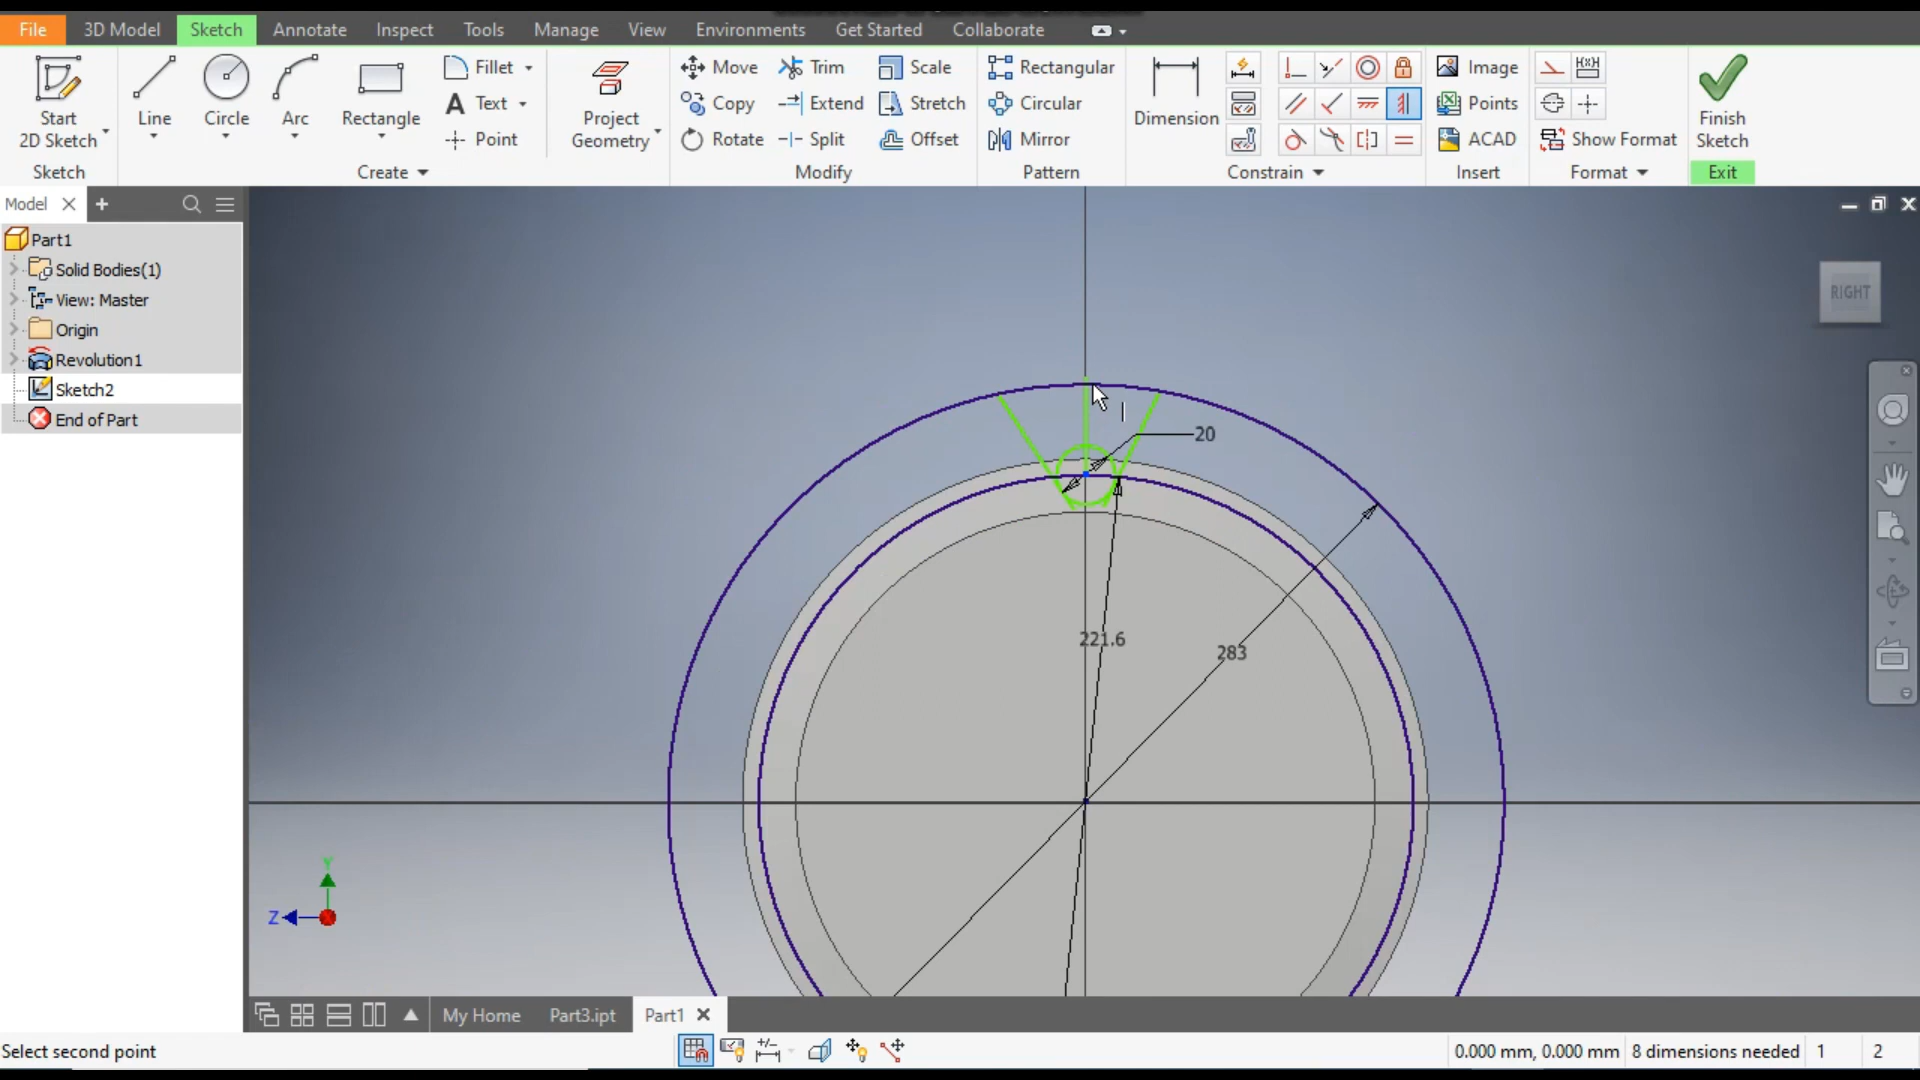 File 3D Model Sketch Annotate Inspect Tools Manage View Environments Get Started Collaborate
Start 2D Sketch
Line
Circle
Arc
Rectangle
Fillet
Text
Point
Project Geometry
Move Trim Scale
Copy Extend Stretch
Rotate Split Offset
Rectangular
Circular
Mirror
Dimension
Image
Points
ACAD
Show Format
Finish Sketch
Sketch Create Modify Pattern Constrain Insert Format Exit
Model
Part1
Solid Bodies(1)
View: Master
Origin
Revolution1
Sketch2
End of Part
RIGHT
20
221.6
283
Y
Z
My Home Part3.ipt Part1
Select second point
0.000 mm, 0.000 mm 8 dimensions needed 1 2